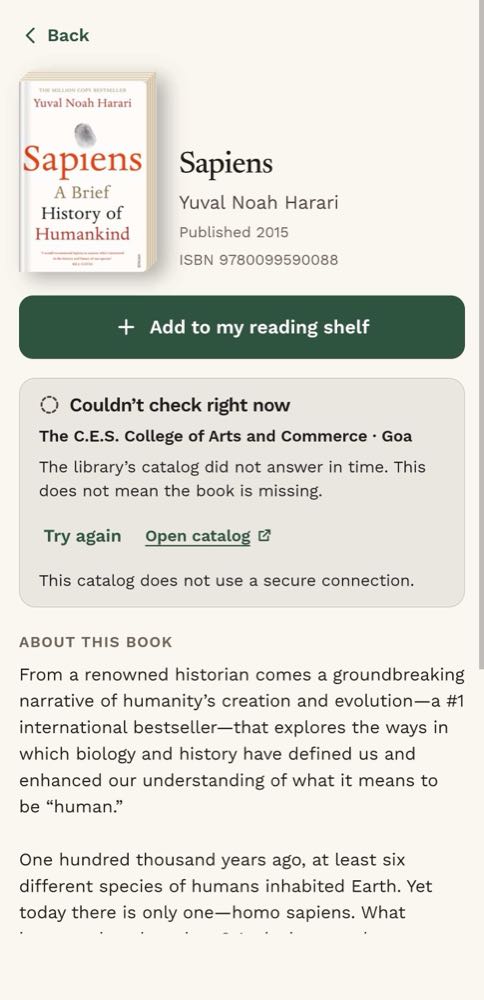 Back
THE MILLION COPY BESTSELLER
Yuval Noah Harari
Sapiens
A Brief
History of
Humankind
Sapiens
Yuval Noah Harari
Published 2015
ISBN 9780099590088
+ Add to my reading shelf
Couldn’t check right now
The C.E.S. College of Arts and Commerce · Goa
The library’s catalog did not answer in time. This
does not mean the book is missing.
Try again Open catalog
This catalog does not use a secure connection.
ABOUT THIS BOOK
From a renowned historian comes a groundbreaking
narrative of humanity’s creation and evolution—a #1
international bestseller—that explores the ways in
which biology and history have defined us and
enhanced our understanding of what it means to
be “human.”
One hundred thousand years ago, at least six
different species of humans inhabited Earth. Yet
today there is only one—homo sapiens. What